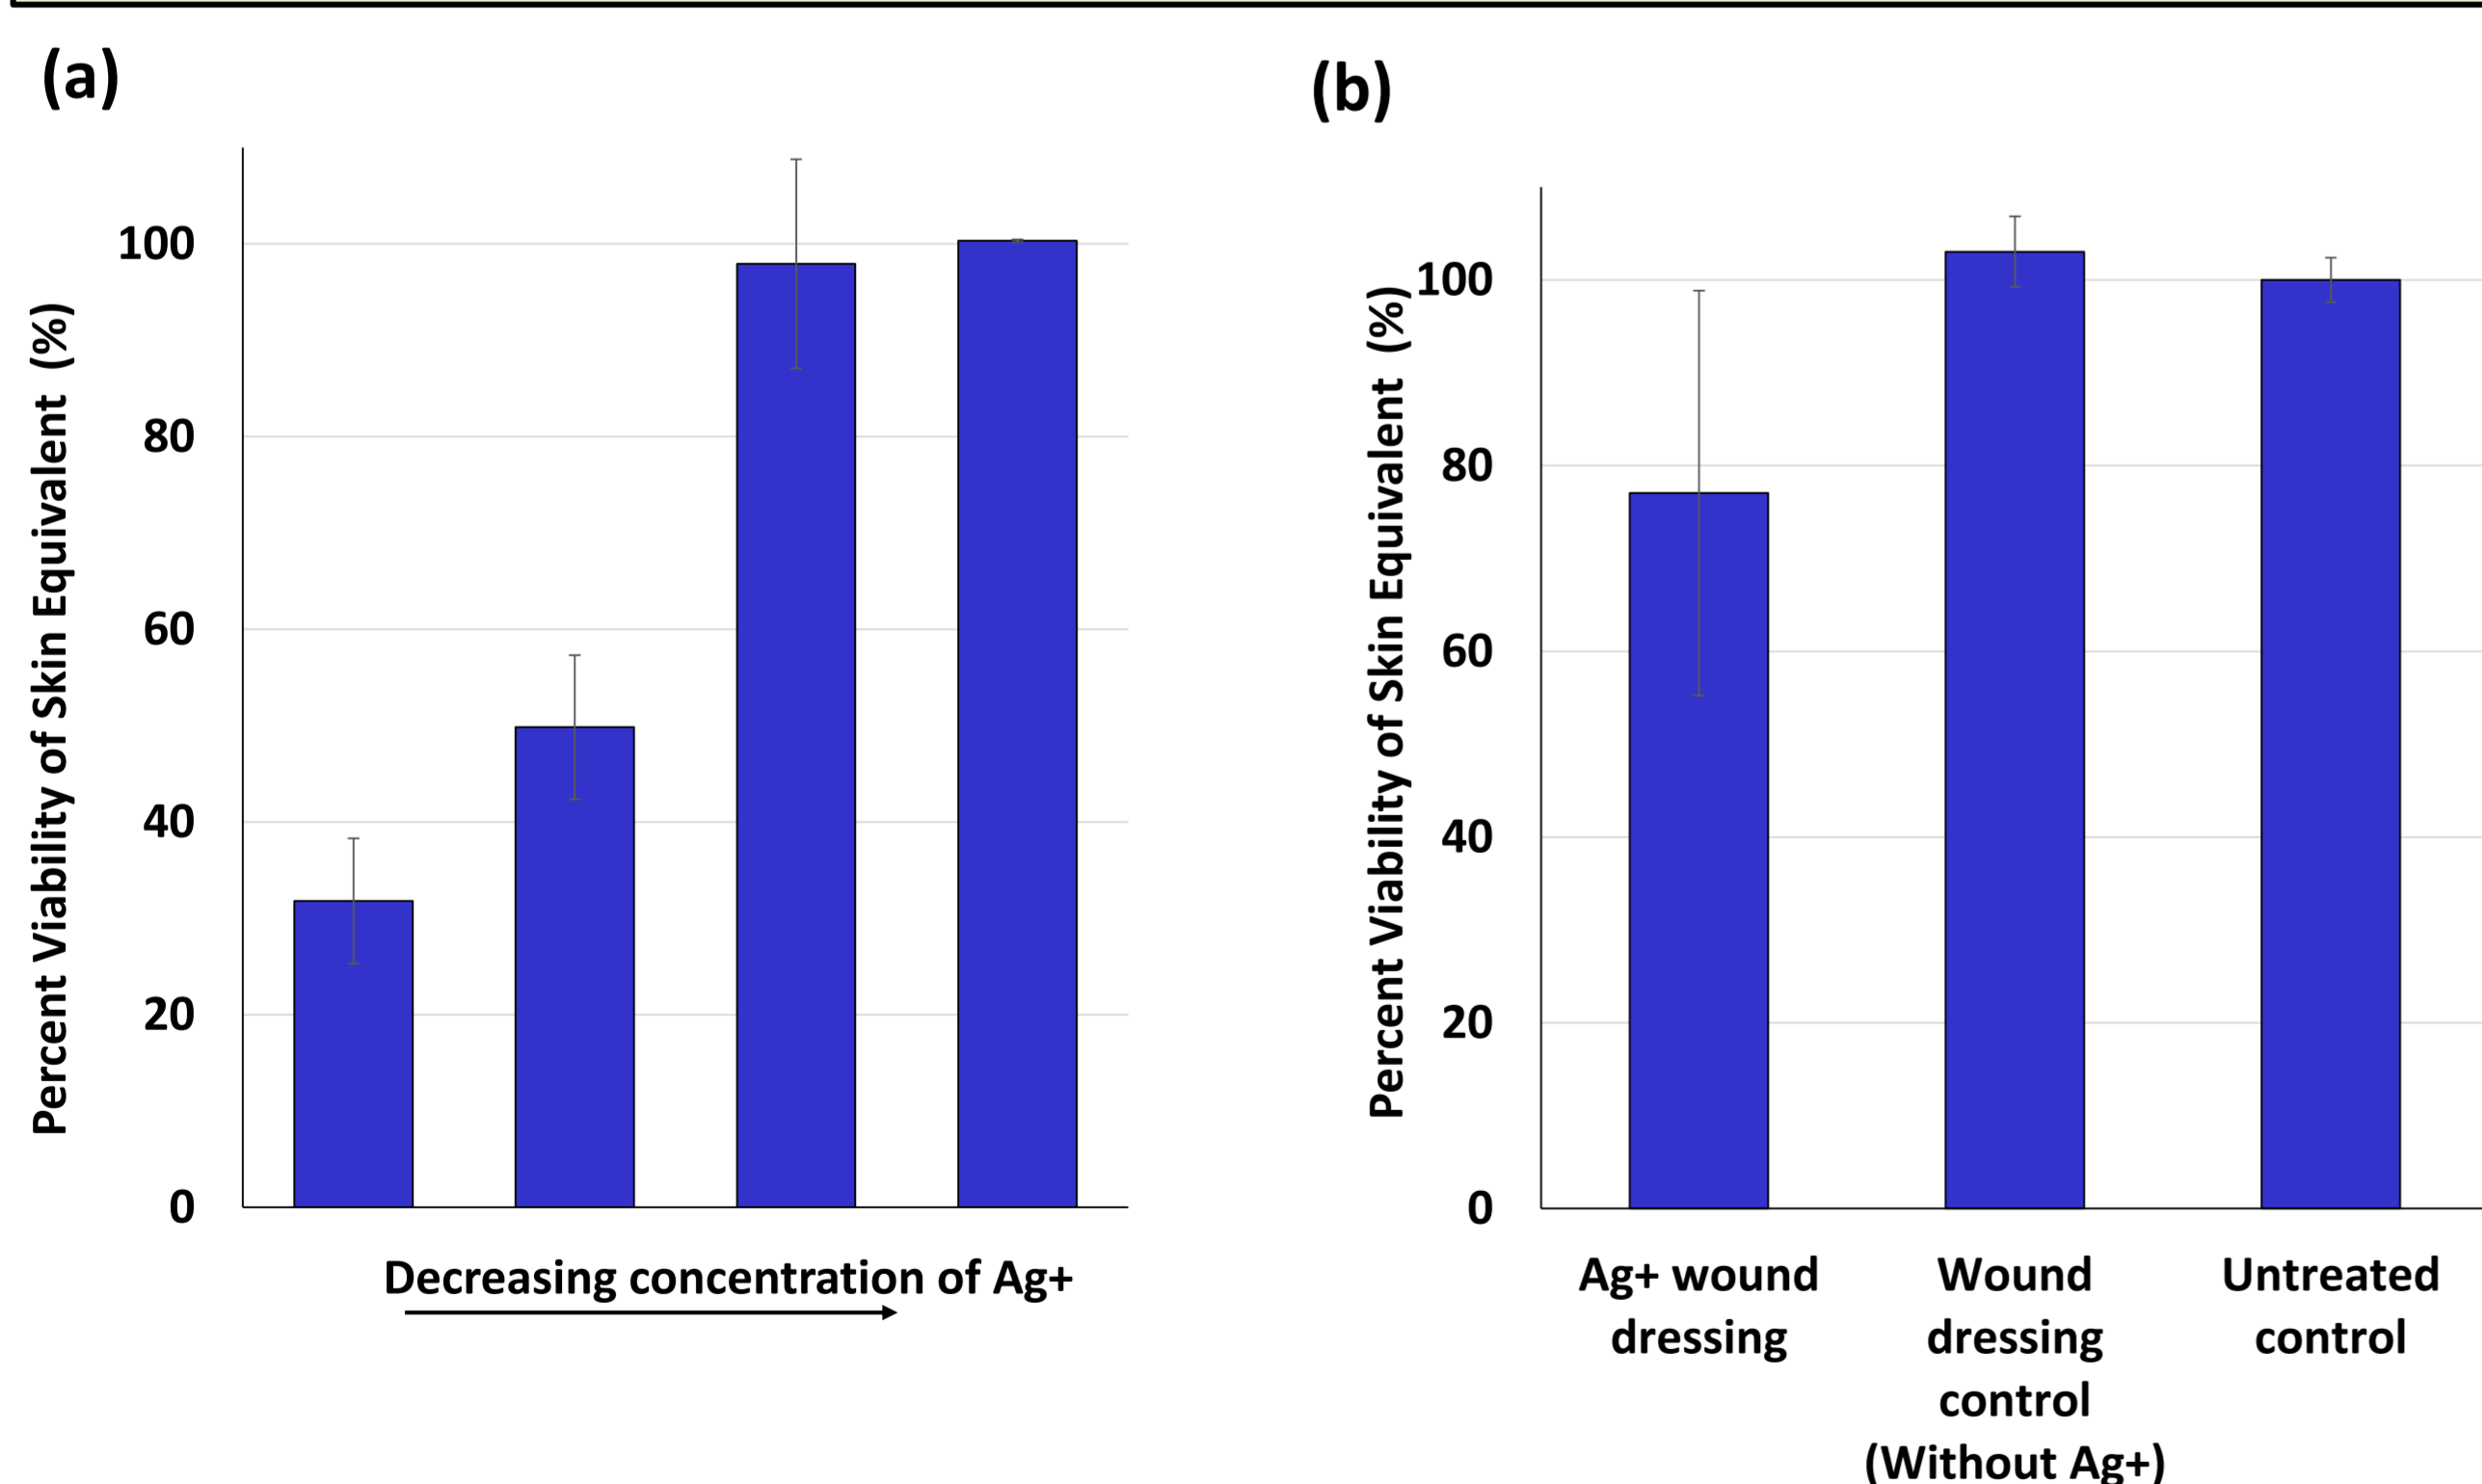 (a)
Percent Viability of Skin Equivalent (%)
100
80
60
40
20
0
Decreasing concentration of Ag+
(b)
Percent Viability of Skin Equivalent (%)
100
80
60
40
20
0
Ag+ wound
dressing
Wound
dressing
control
(Without Ag+)
Untreated
control